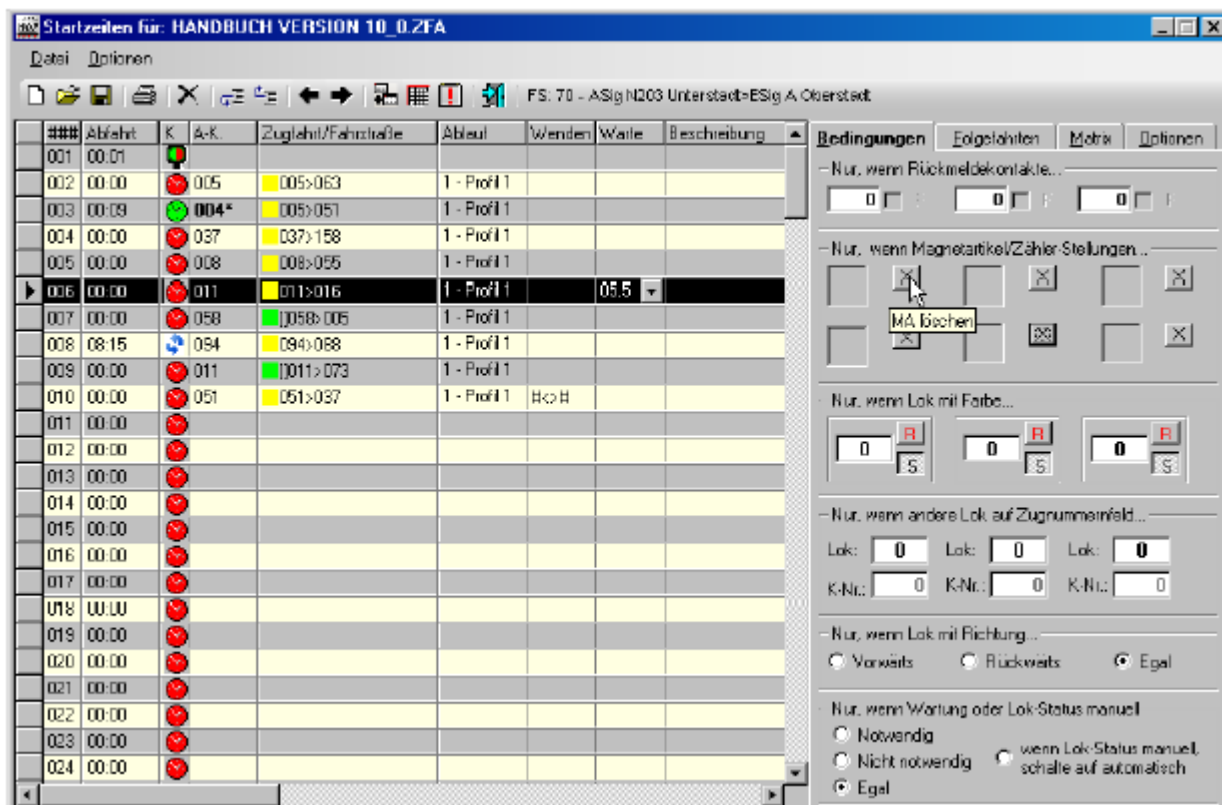 Startzeiten für: HANDBUCH VERSION 10_0.ZFA
Datei Optionen
FS: 70 - ASig N203 Unterstadt=ESig A Oberstadt
### Abfahrt K A-K. Zugfahrt/Fahrstraße Ablauf Wenden Warte Beschreibung
001 00:01
002 00:00 005 005>063 1 - Profil 1
003 00:09 004* 005>051 1 - Profil 1
004 00:00 037 037>158 1 - Profil 1
005 00:00 008 008>055 1 - Profil 1
006 00:00 011 011>016 1 - Profil 1 05.5
007 00:00 058 []058>005 1 - Profil 1
008 08:15 094 094>088 1 - Profil 1
009 00:00 011 []011>073 1 - Profil 1
010 00:00 051 051>037 1 - Profil 1 #<>#
011 00:00
012 00:00
013 00:00
014 00:00
015 00:00
016 00:00
017 00:00
018 00:00
019 00:00
020 00:00
021 00:00
022 00:00
023 00:00
024 00:00
Bedingungen Folgefahrten Matrix Optionen
Nur, wenn Rückmeldekontakte...
0 F 0 F 0 F
Nur, wenn Magnetartikel/Zähler-Stellungen...
X X X
MA löschen
X X
Nur, wenn Lok mit Farbe...
0 R S 0 R S 0 R S
Nur, wenn andere Lok auf Zugnummernfeld...
Lok: 0 Lok: 0 Lok: 0
K-Nr.: 0 K-Nr.: 0 K-Nr.: 0
Nur, wenn Lok mit Richtung...
Vorwärts Rückwärts Egal
Nur, wenn Wartung oder Lok-Status manuell
Notwendig
Nicht notwendig
Egal
wenn Lok-Status manuell,
schalte auf automatisch